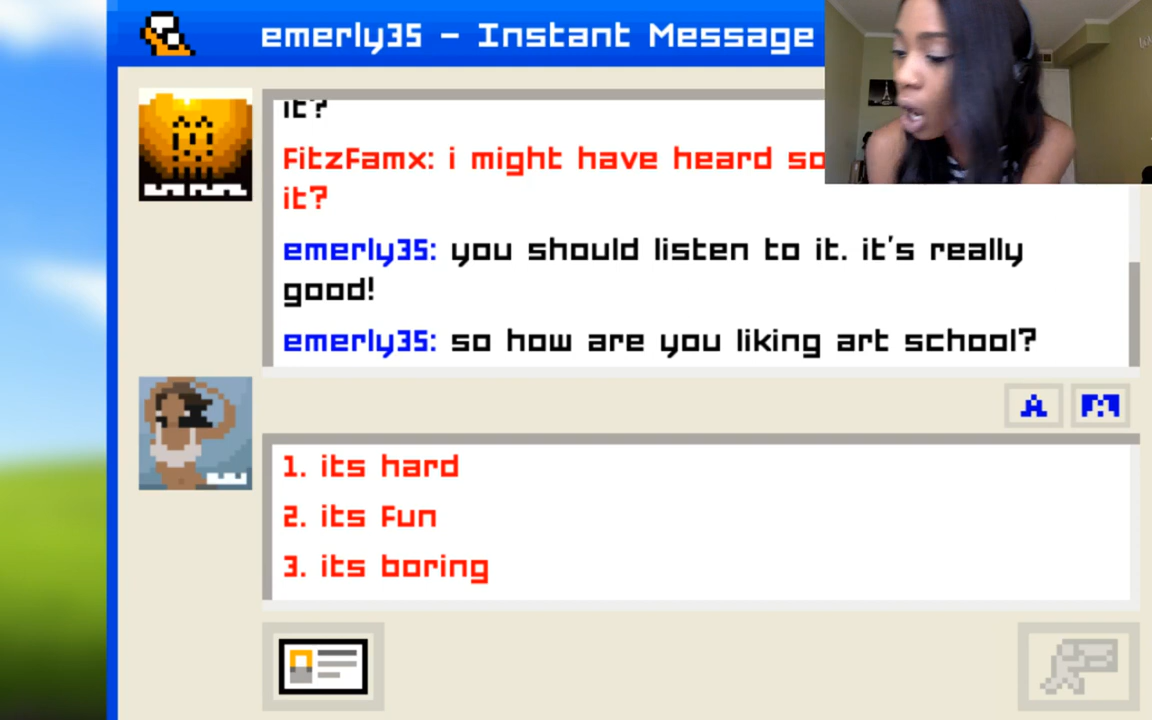 emerly35 - Instant Message
it?
FitzFamx: i might have heard
it?
emerly35: you should listen to it. it's really
good!
emerly35: so how are you liking art school?
A
1. its hard
2. its fun
3. its boring